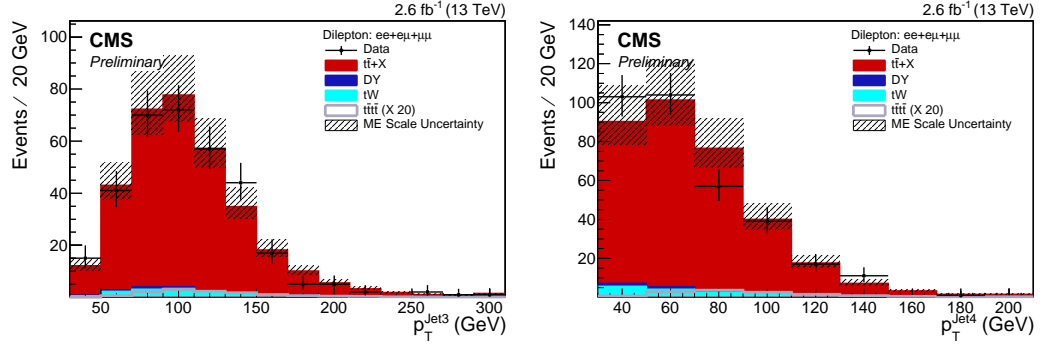 2.6 fb⁻¹ (13 TeV)
CMS
Preliminary
Dilepton: ee+eμ+μμ
Data
tt̄+X
DY
tW
tt̄tt̄ (X 20)
ME Scale Uncertainty
Events / 20 GeV
100
80
60
40
20
50 100 150 200 250 300
p_T^Jet3 (GeV)
2.6 fb⁻¹ (13 TeV)
CMS
Preliminary
Dilepton: ee+eμ+μμ
Data
tt̄+X
DY
tW
tt̄tt̄ (X 20)
ME Scale Uncertainty
Events / 20 GeV
140
120
100
80
60
40
20
40 60 80 100 120 140 160 180 200
p_T^Jet4 (GeV)